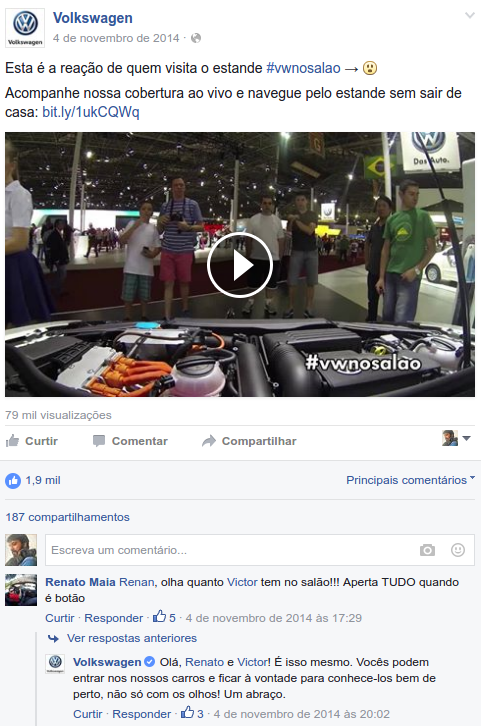 Volkswagen
4 de novembro de 2014 ·
Volkswagen
Esta é a reação de quem visita o estande #vwnosalao → 😲
Acompanhe nossa cobertura ao vivo e navegue pelo estande sem sair de
casa: bit.ly/1ukCQWq
G
Das Auto.
#vwnosalão
79 mil visualizações
Curtir Comentar Compartilhar
1,9 mil Principais comentários
187 compartilhamentos
Escreva um comentário...
Renato Maia Renan, olha quanto Victor tem no salão!!! Aperta TUDO quando
é botão
Curtir · Responder · 5 · 4 de novembro de 2014 às 17:29
Ver respostas anteriores
Volkswagen Olá, Renato e Victor! É isso mesmo. Vocês podem
entrar nos nossos carros e ficar à vontade para conhece-los bem
de perto, não só com os olhos! Um abraço.
Curtir · Responder · 3 · 4 de novembro de 2014 às 20:02